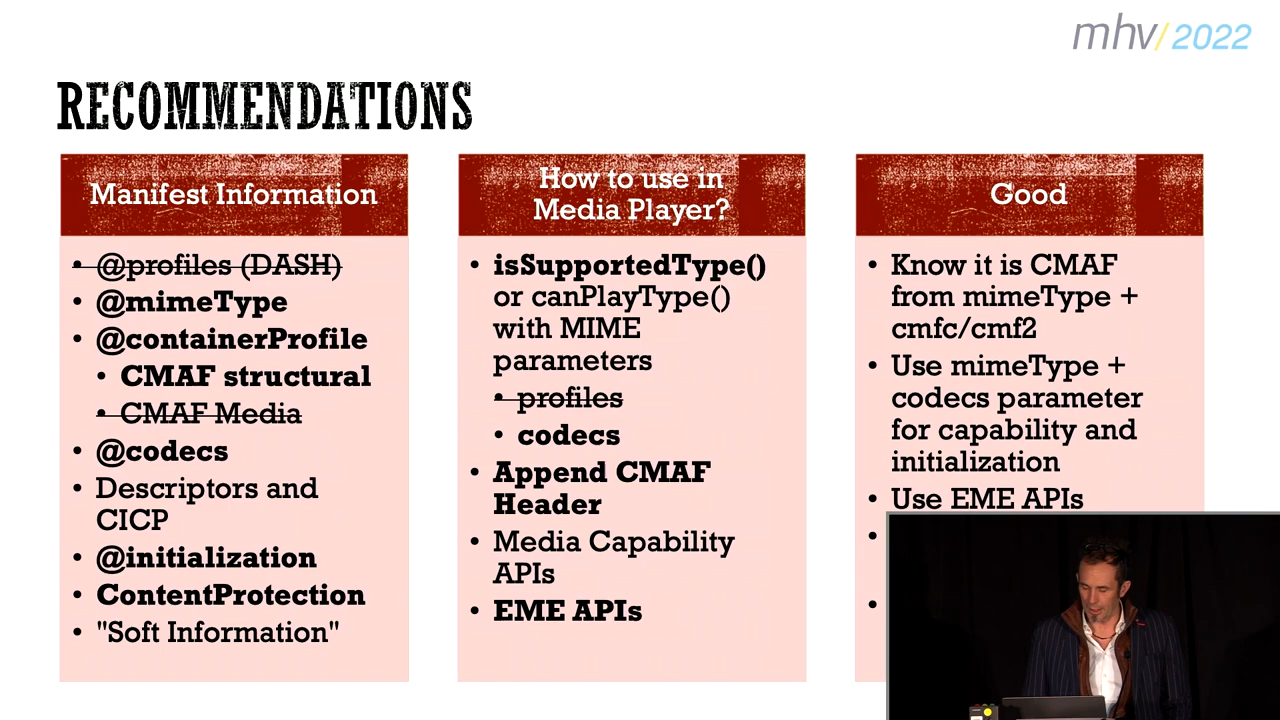 mhv/2022
RECOMMENDATIONS
Manifest Information
• @profiles (DASH)
• @mimeType
• @containerProfile
• CMAF structural
• CMAF Media
• @codecs
• Descriptors and
CICP
• @initialization
• ContentProtection
• "Soft Information"
How to use in
Media Player?
• isSupportedType()
or canPlayType()
with MIME
parameters
• profiles
• codecs
• Append CMAF
Header
• Media Capability
APIs
• EME APIs
Good
• Know it is CMAF
from mimeType +
cmfc/cmf2
• Use mimeType +
codecs parameter
for capability and
initialization
• Use EME APIs